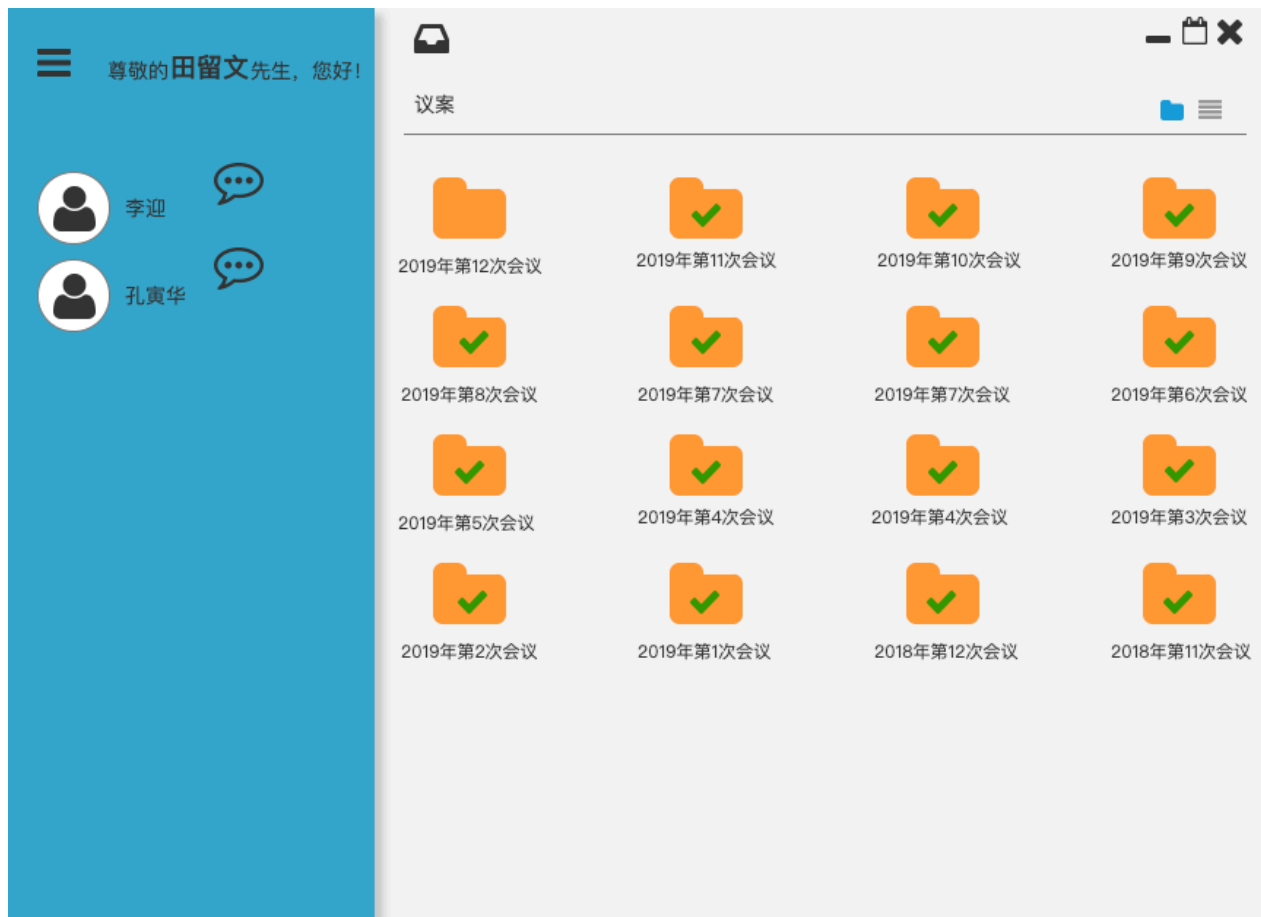 尊敬的田留文先生，您好！
李迎
孔寅华
议案
2019年第12次会议
2019年第11次会议
2019年第10次会议
2019年第9次会议
2019年第8次会议
2019年第7次会议
2019年第7次会议
2019年第6次会议
2019年第5次会议
2019年第4次会议
2019年第4次会议
2019年第3次会议
2019年第2次会议
2019年第1次会议
2018年第12次会议
2018年第11次会议